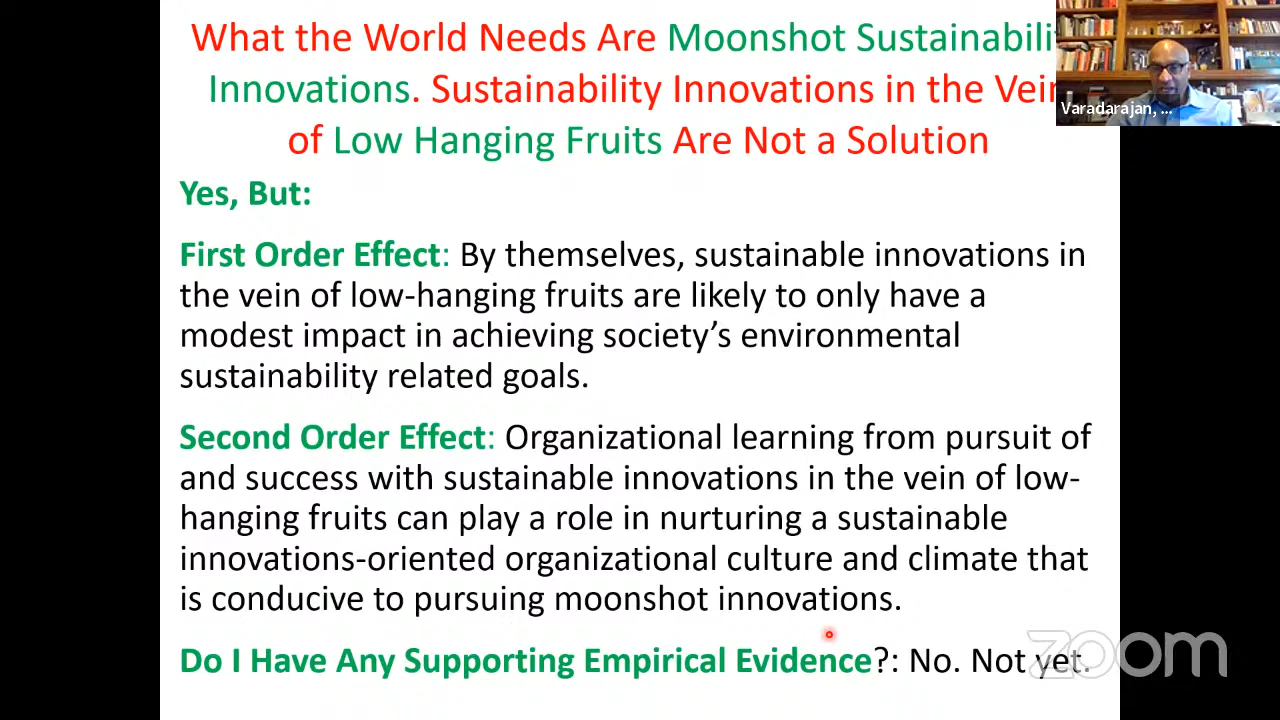 What the World Needs Are Moonshot Sustainabili
Innovations. Sustainability Innovations in the Vein
of Low Hanging Fruits Are Not a Solution
Varadarajan, ...
Yes, But:
First Order Effect: By themselves, sustainable innovations in
the vein of low-hanging fruits are likely to only have a
modest impact in achieving society’s environmental
sustainability related goals.
Second Order Effect: Organizational learning from pursuit of
and success with sustainable innovations in the vein of low-
hanging fruits can play a role in nurturing a sustainable
innovations-oriented organizational culture and climate that
is conducive to pursuing moonshot innovations.
Do I Have Any Supporting Empirical Evidence?: No. Not yet.
zoom